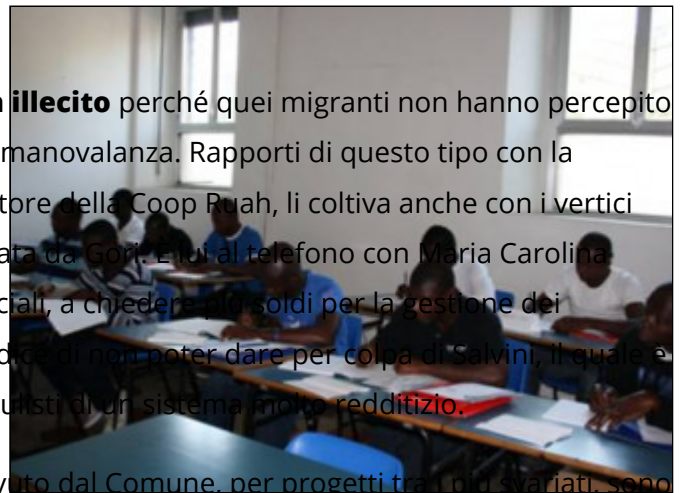 illecito perché quei migranti non hanno percepito
manovalanza. Rapporti di questo tipo con la
tore della Coop Ruah, li coltiva anche con i vertici
ata da Gori. È lui al telefono con Maria Carolina
ciali, a chiedere più soldi per la gestione dei
dice di non poter dare per colpa di Salvini, il quale è
ulisti di un sistema molto redditizio.
vuto dal Comune, per progetti tra i più svariati, sono